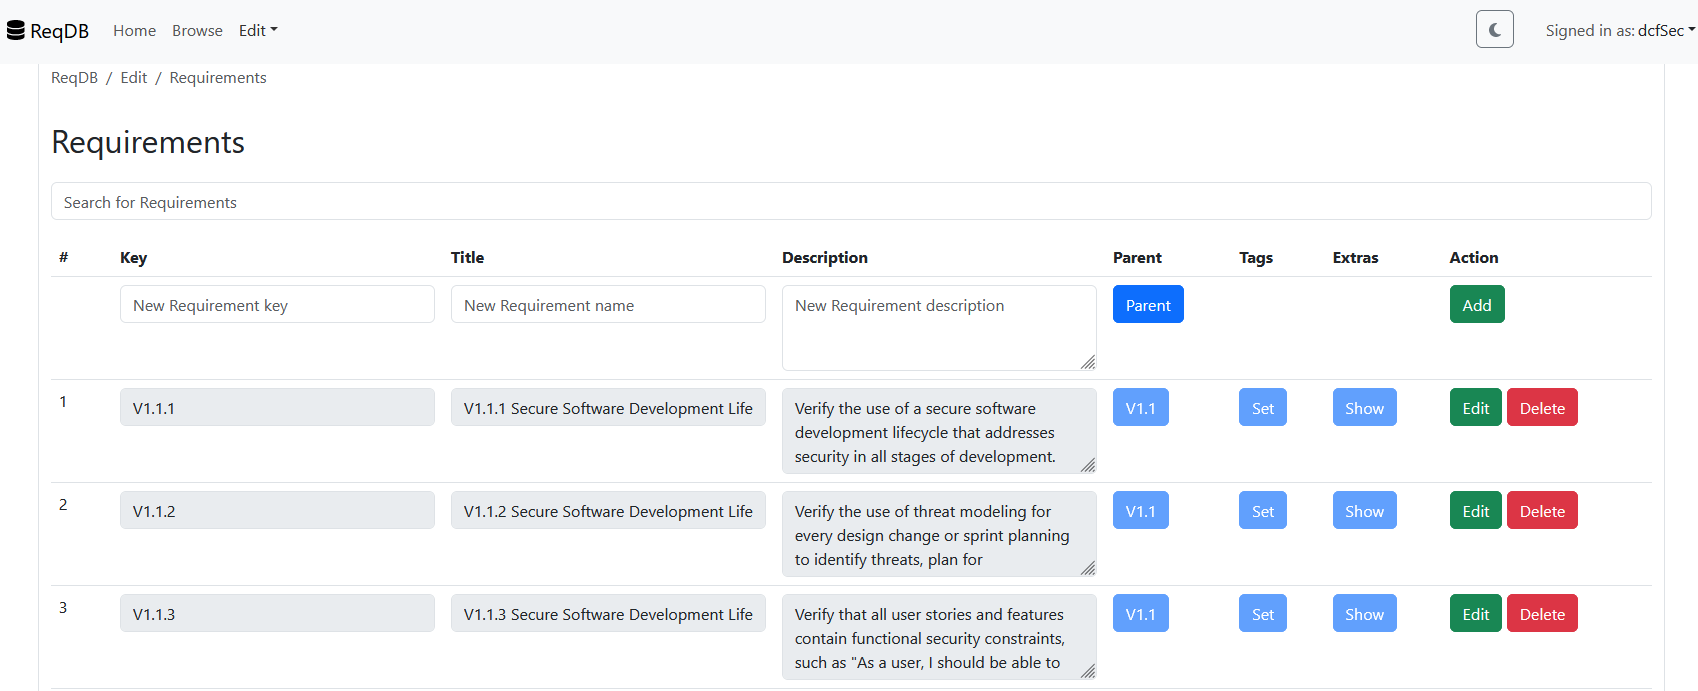 ReqDB Home Browse Edit Signed in as: dcfSec
ReqDB / Edit / Requirements
Requirements
Search for Requirements
# Key Title Description Parent Tags Extras Action
New Requirement key New Requirement name New Requirement description Parent Add
1 V1.1.1 V1.1.1 Secure Software Development Life Verify the use of a secure software V1.1 Set Show Edit Delete
development lifecycle that addresses
security in all stages of development.
2 V1.1.2 V1.1.2 Secure Software Development Life Verify the use of threat modeling for V1.1 Set Show Edit Delete
every design change or sprint planning
to identify threats, plan for
3 V1.1.3 V1.1.3 Secure Software Development Life Verify that all user stories and features V1.1 Set Show Edit Delete
contain functional security constraints,
such as "As a user, I should be able to